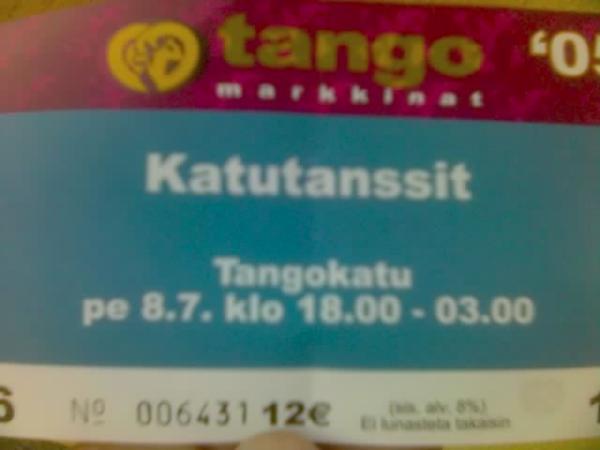 tango '05
markkinat
Katutanssit
Tangokatu
pe 8.7. klo 18.00 - 03.00
6 Nº 006431 12€ (sis. alv. 8%)
Ei lunasteta takaisin